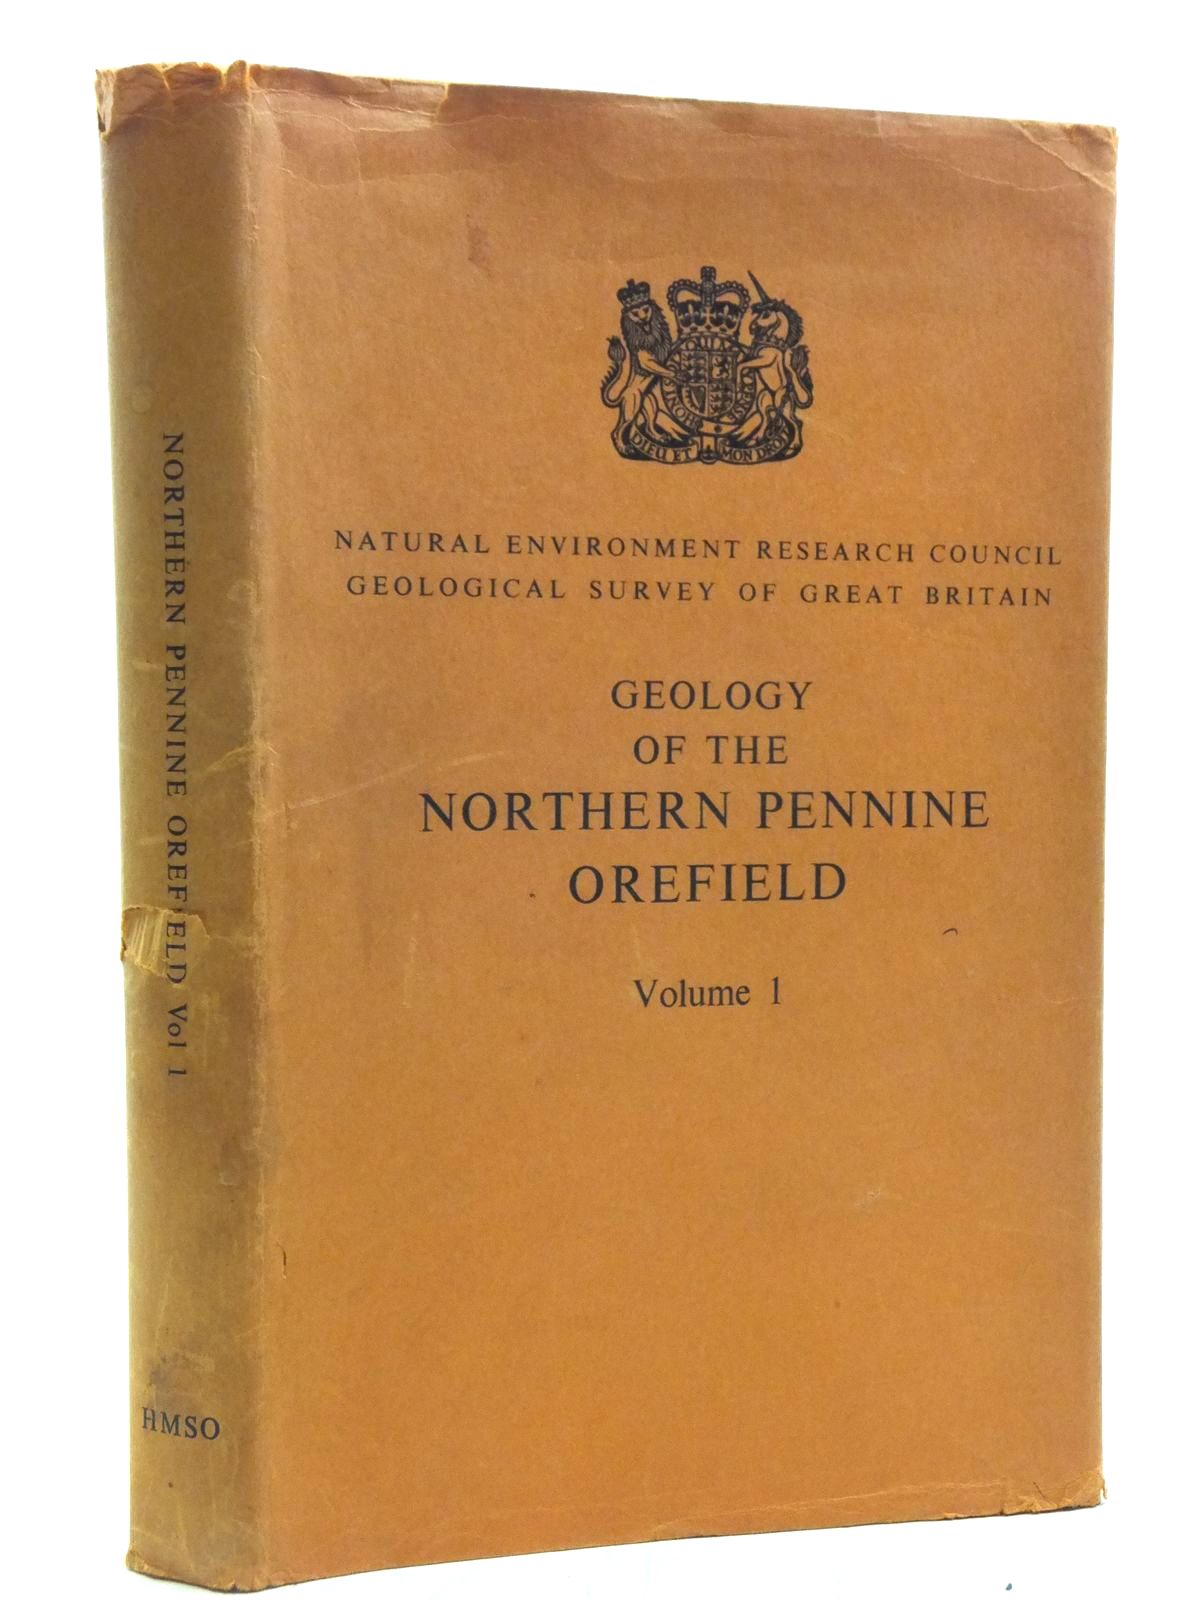 NORTHERN PENNINE OREFIELD Vol 1
HMSO
DIEU ET MON DROIT
NATURAL ENVIRONMENT RESEARCH COUNCIL
GEOLOGICAL SURVEY OF GREAT BRITAIN
GEOLOGY
OF THE
NORTHERN PENNINE
OREFIELD
Volume 1